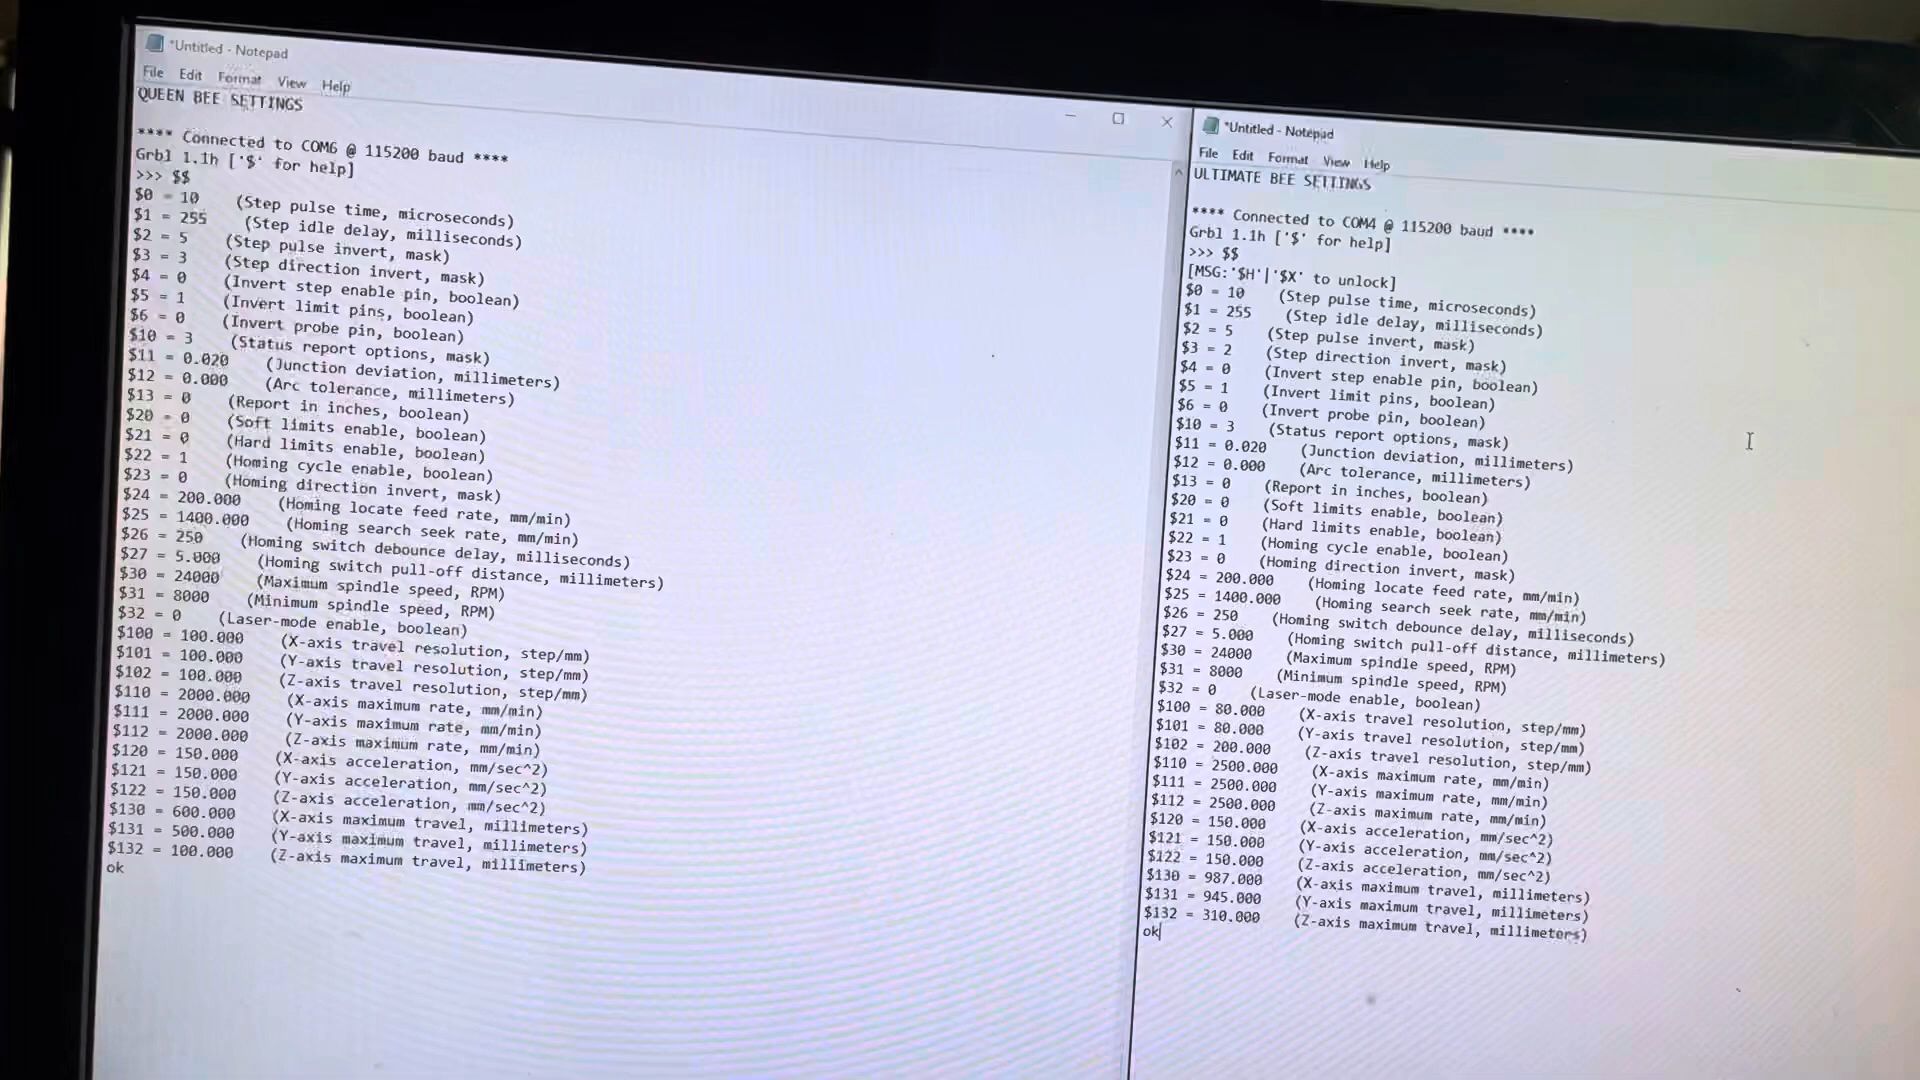 *Untitled - Notepad
File Edit Format View Help
QUEEN BEE SETTINGS
**** Connected to COM6 @ 115200 baud ****
Grbl 1.1h ['$' for help]
>>> $$
$0 = 10 (Step pulse time, microseconds)
$1 = 255 (Step idle delay, milliseconds)
$2 = 5 (Step pulse invert, mask)
$3 = 3 (Step direction invert, mask)
$4 = 0 (Invert step enable pin, boolean)
$5 = 1 (Invert limit pins, boolean)
$6 = 0 (Invert probe pin, boolean)
$10 = 3 (Status report options, mask)
$11 = 0.020 (Junction deviation, millimeters)
$12 = 0.000 (Arc tolerance, millimeters)
$13 = 0 (Report in inches, boolean)
$20 = 0 (Soft limits enable, boolean)
$21 = 0 (Hard limits enable, boolean)
$22 = 1 (Homing cycle enable, boolean)
$23 = 0 (Homing direction invert, mask)
$24 = 200.000 (Homing locate feed rate, mm/min)
$25 = 1400.000 (Homing search seek rate, mm/min)
$26 = 250 (Homing switch debounce delay, milliseconds)
$27 = 5.000 (Homing switch pull-off distance, millimeters)
$30 = 24000 (Maximum spindle speed, RPM)
$31 = 8000 (Minimum spindle speed, RPM)
$32 = 0 (Laser-mode enable, boolean)
$100 = 100.000 (X-axis travel resolution, step/mm)
$101 = 100.000 (Y-axis travel resolution, step/mm)
$102 = 100.000 (Z-axis travel resolution, step/mm)
$110 = 2000.000 (X-axis maximum rate, mm/min)
$111 = 2000.000 (Y-axis maximum rate, mm/min)
$112 = 2000.000 (Z-axis maximum rate, mm/min)
$120 = 150.000 (X-axis acceleration, mm/sec^2)
$121 = 150.000 (Y-axis acceleration, mm/sec^2)
$122 = 150.000 (Z-axis acceleration, mm/sec^2)
$130 = 600.000 (X-axis maximum travel, millimeters)
$131 = 500.000 (Y-axis maximum travel, millimeters)
$132 = 100.000 (Z-axis maximum travel, millimeters)
ok
*Untitled - Notepad
File Edit Format View Help
ULTIMATE BEE SETTINGS
**** Connected to COM4 @ 115200 baud ****
Grbl 1.1h ['$' for help]
>>> $$
[MSG:'$H'|'$X' to unlock]
$0 = 10 (Step pulse time, microseconds)
$1 = 255 (Step idle delay, milliseconds)
$2 = 5 (Step pulse invert, mask)
$3 = 2 (Step direction invert, mask)
$4 = 0 (Invert step enable pin, boolean)
$5 = 1 (Invert limit pins, boolean)
$6 = 0 (Invert probe pin, boolean)
$10 = 3 (Status report options, mask)
$11 = 0.020 (Junction deviation, millimeters)
$12 = 0.000 (Arc tolerance, millimeters)
$13 = 0 (Report in inches, boolean)
$20 = 0 (Soft limits enable, boolean)
$21 = 0 (Hard limits enable, boolean)
$22 = 1 (Homing cycle enable, boolean)
$23 = 0 (Homing direction invert, mask)
$24 = 200.000 (Homing locate feed rate, mm/min)
$25 = 1400.000 (Homing search seek rate, mm/min)
$26 = 250 (Homing switch debounce delay, milliseconds)
$27 = 5.000 (Homing switch pull-off distance, millimeters)
$30 = 24000 (Maximum spindle speed, RPM)
$31 = 8000 (Minimum spindle speed, RPM)
$32 = 0 (Laser-mode enable, boolean)
$100 = 80.000 (X-axis travel resolution, step/mm)
$101 = 80.000 (Y-axis travel resolution, step/mm)
$102 = 200.000 (Z-axis travel resolution, step/mm)
$110 = 2500.000 (X-axis maximum rate, mm/min)
$111 = 2500.000 (Y-axis maximum rate, mm/min)
$112 = 2500.000 (Z-axis maximum rate, mm/min)
$120 = 150.000 (X-axis acceleration, mm/sec^2)
$121 = 150.000 (Y-axis acceleration, mm/sec^2)
$122 = 150.000 (Z-axis acceleration, mm/sec^2)
$130 = 987.000 (X-axis maximum travel, millimeters)
$131 = 945.000 (Y-axis maximum travel, millimeters)
$132 = 310.000 (Z-axis maximum travel, millimeters)
ok